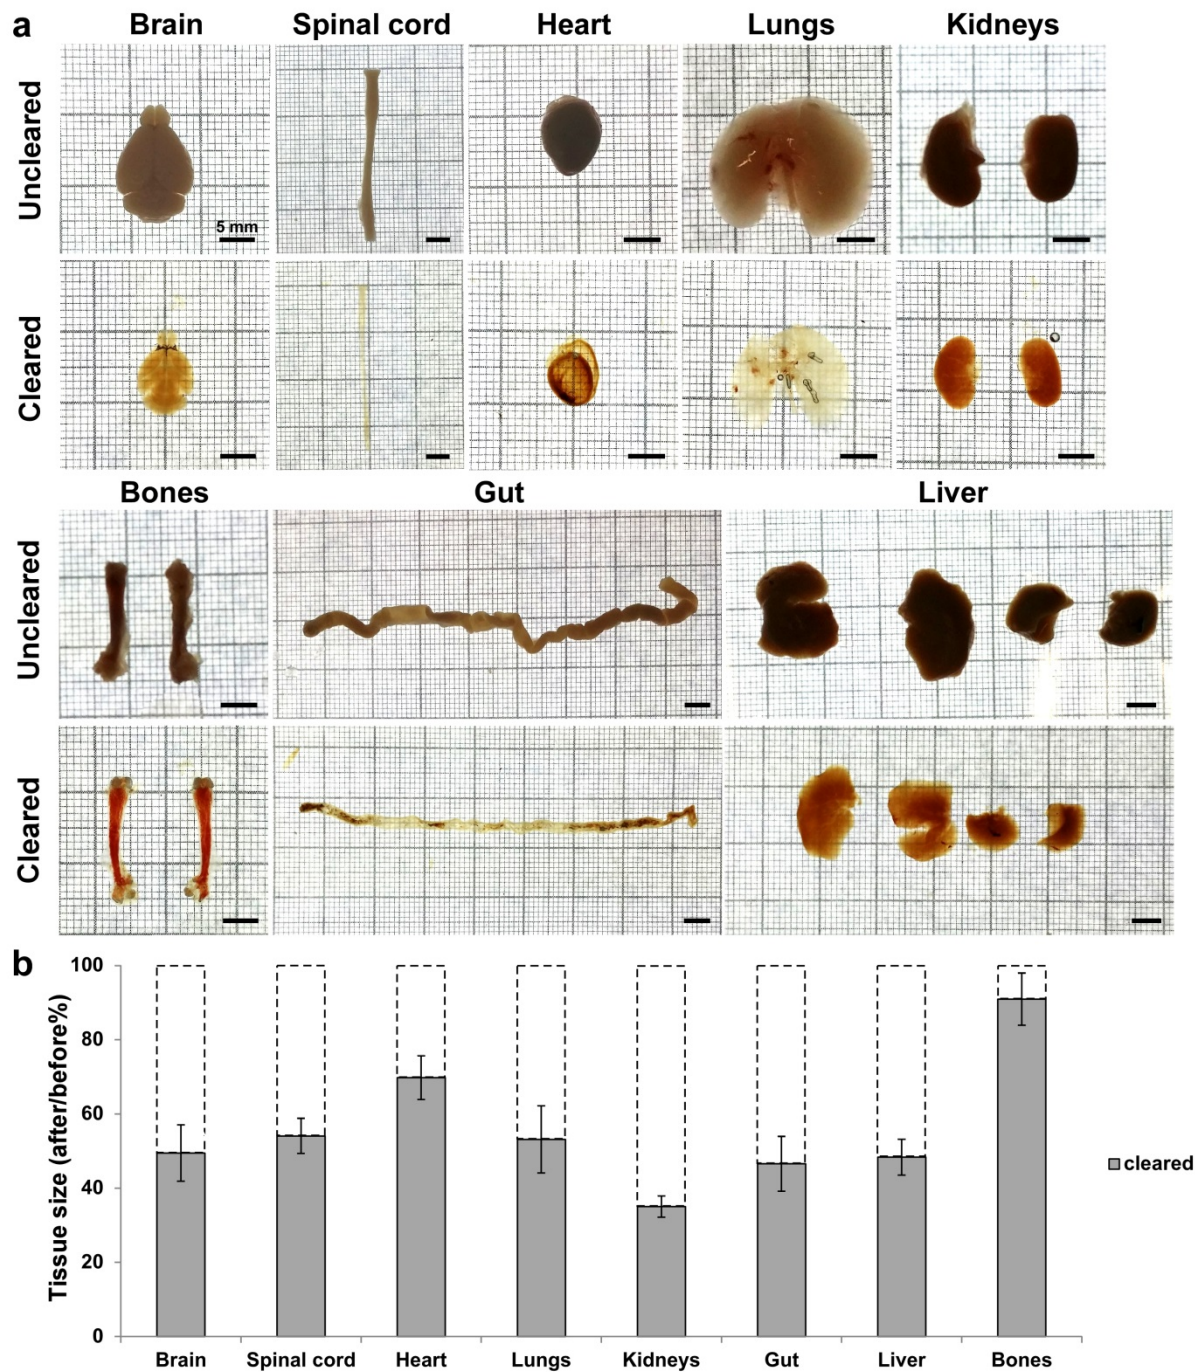 a
Brain
Spinal cord
Heart
Lungs
Kidneys
Uncleared
5 mm
Cleared
Bones
Gut
Liver
Uncleared
Cleared
b
Tissue size (after/before%)
100
80
60
40
20
0
Brain
Spinal cord
Heart
Lungs
Kidneys
Gut
Liver
Bones
cleared